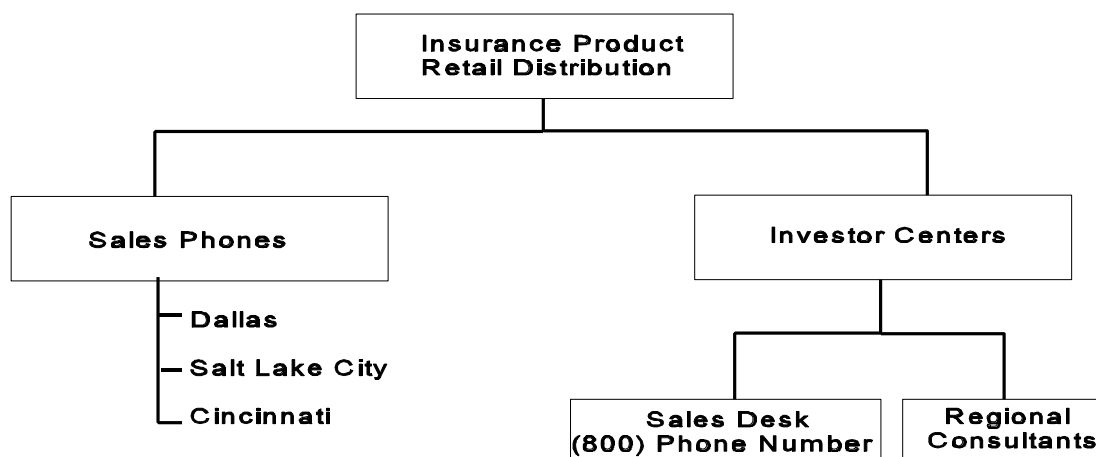 Insurance Product
Retail Distribution
Sales Phones
Investor Centers
Dallas
Salt Lake City
Cincinnati
Sales Desk
(800) Phone Number
Regional
Consultants